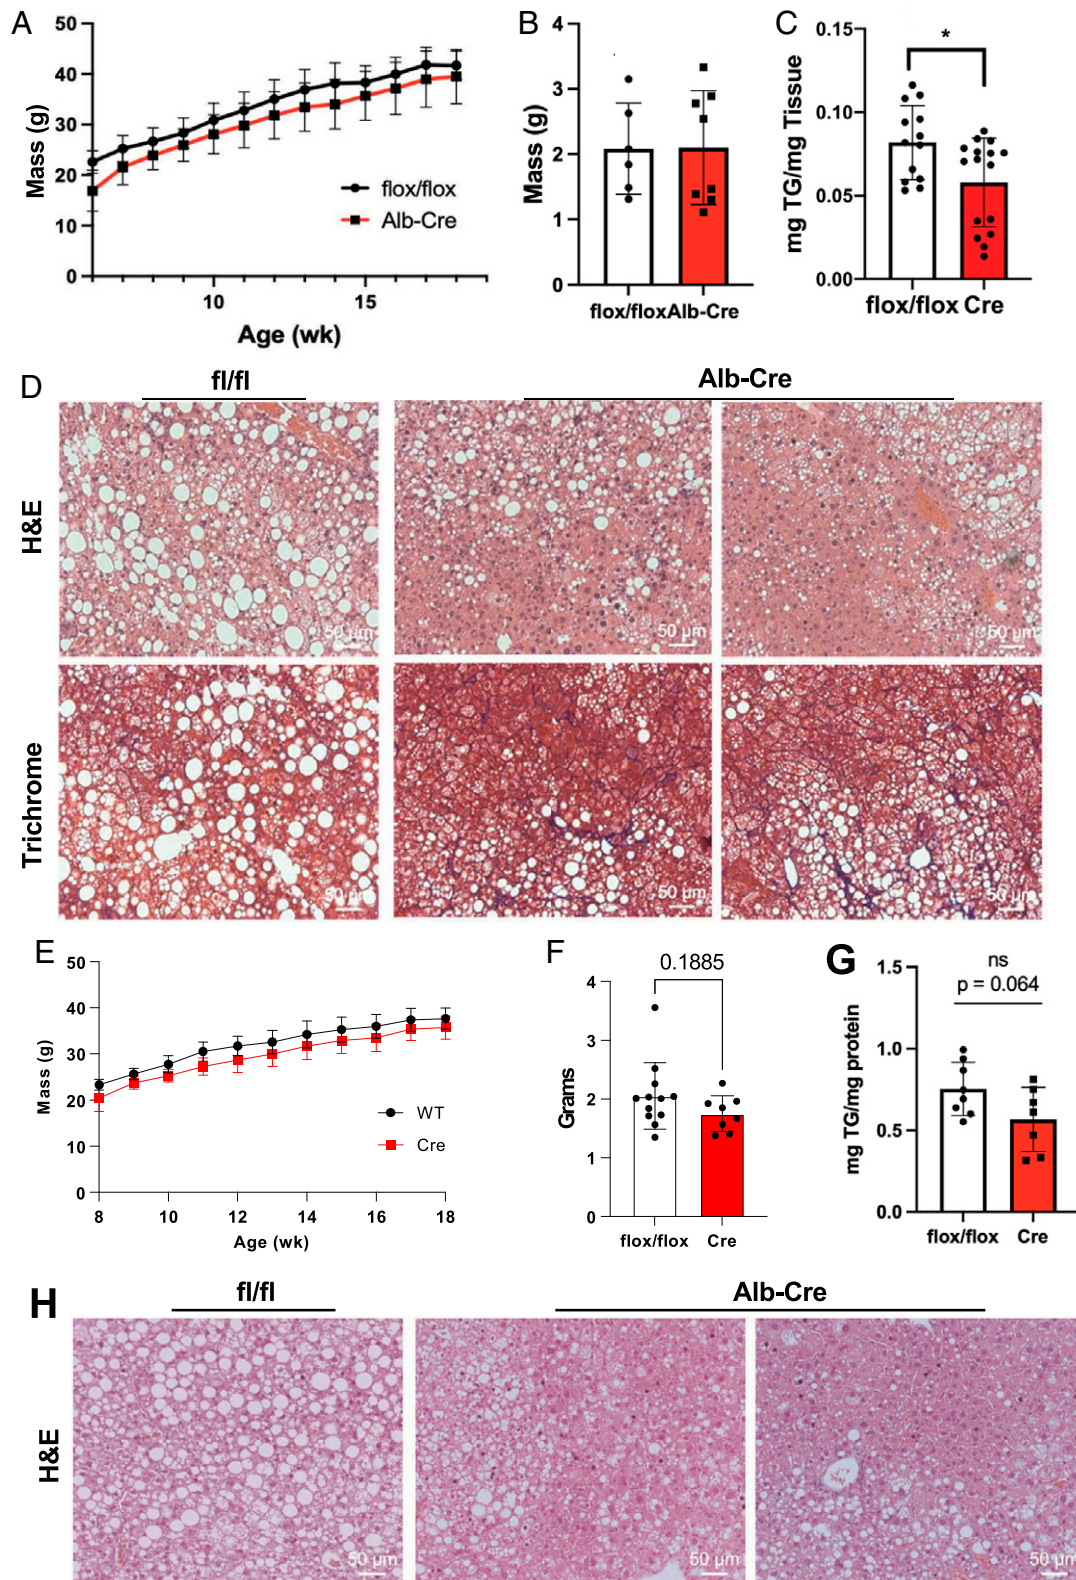 A
50
40
30
20
10
0
Mass (g)
flox/flox
Alb-Cre
10
15
Age (wk)
B
4
3
2
1
0
Mass (g)
flox/flox Alb-Cre
C
*
0.15
0.10
0.05
0.00
mg TG/mg Tissue
flox/flox Cre
D
fl/fl
Alb-Cre
H&E
50 µm
50 µm
50 µm
Trichrome
50 µm
50 µm
50 µm
E
50
40
30
20
10
0
Mass (g)
WT
Cre
8
10
12
14
16
18
Age (wk)
F
0.1885
4
3
2
1
0
Grams
flox/flox
Cre
G
ns
p = 0.064
1.5
1.0
0.5
0.0
mg TG/mg protein
flox/flox
Cre
H
fl/fl
Alb-Cre
H&E
50 µm
50 µm
50 µm